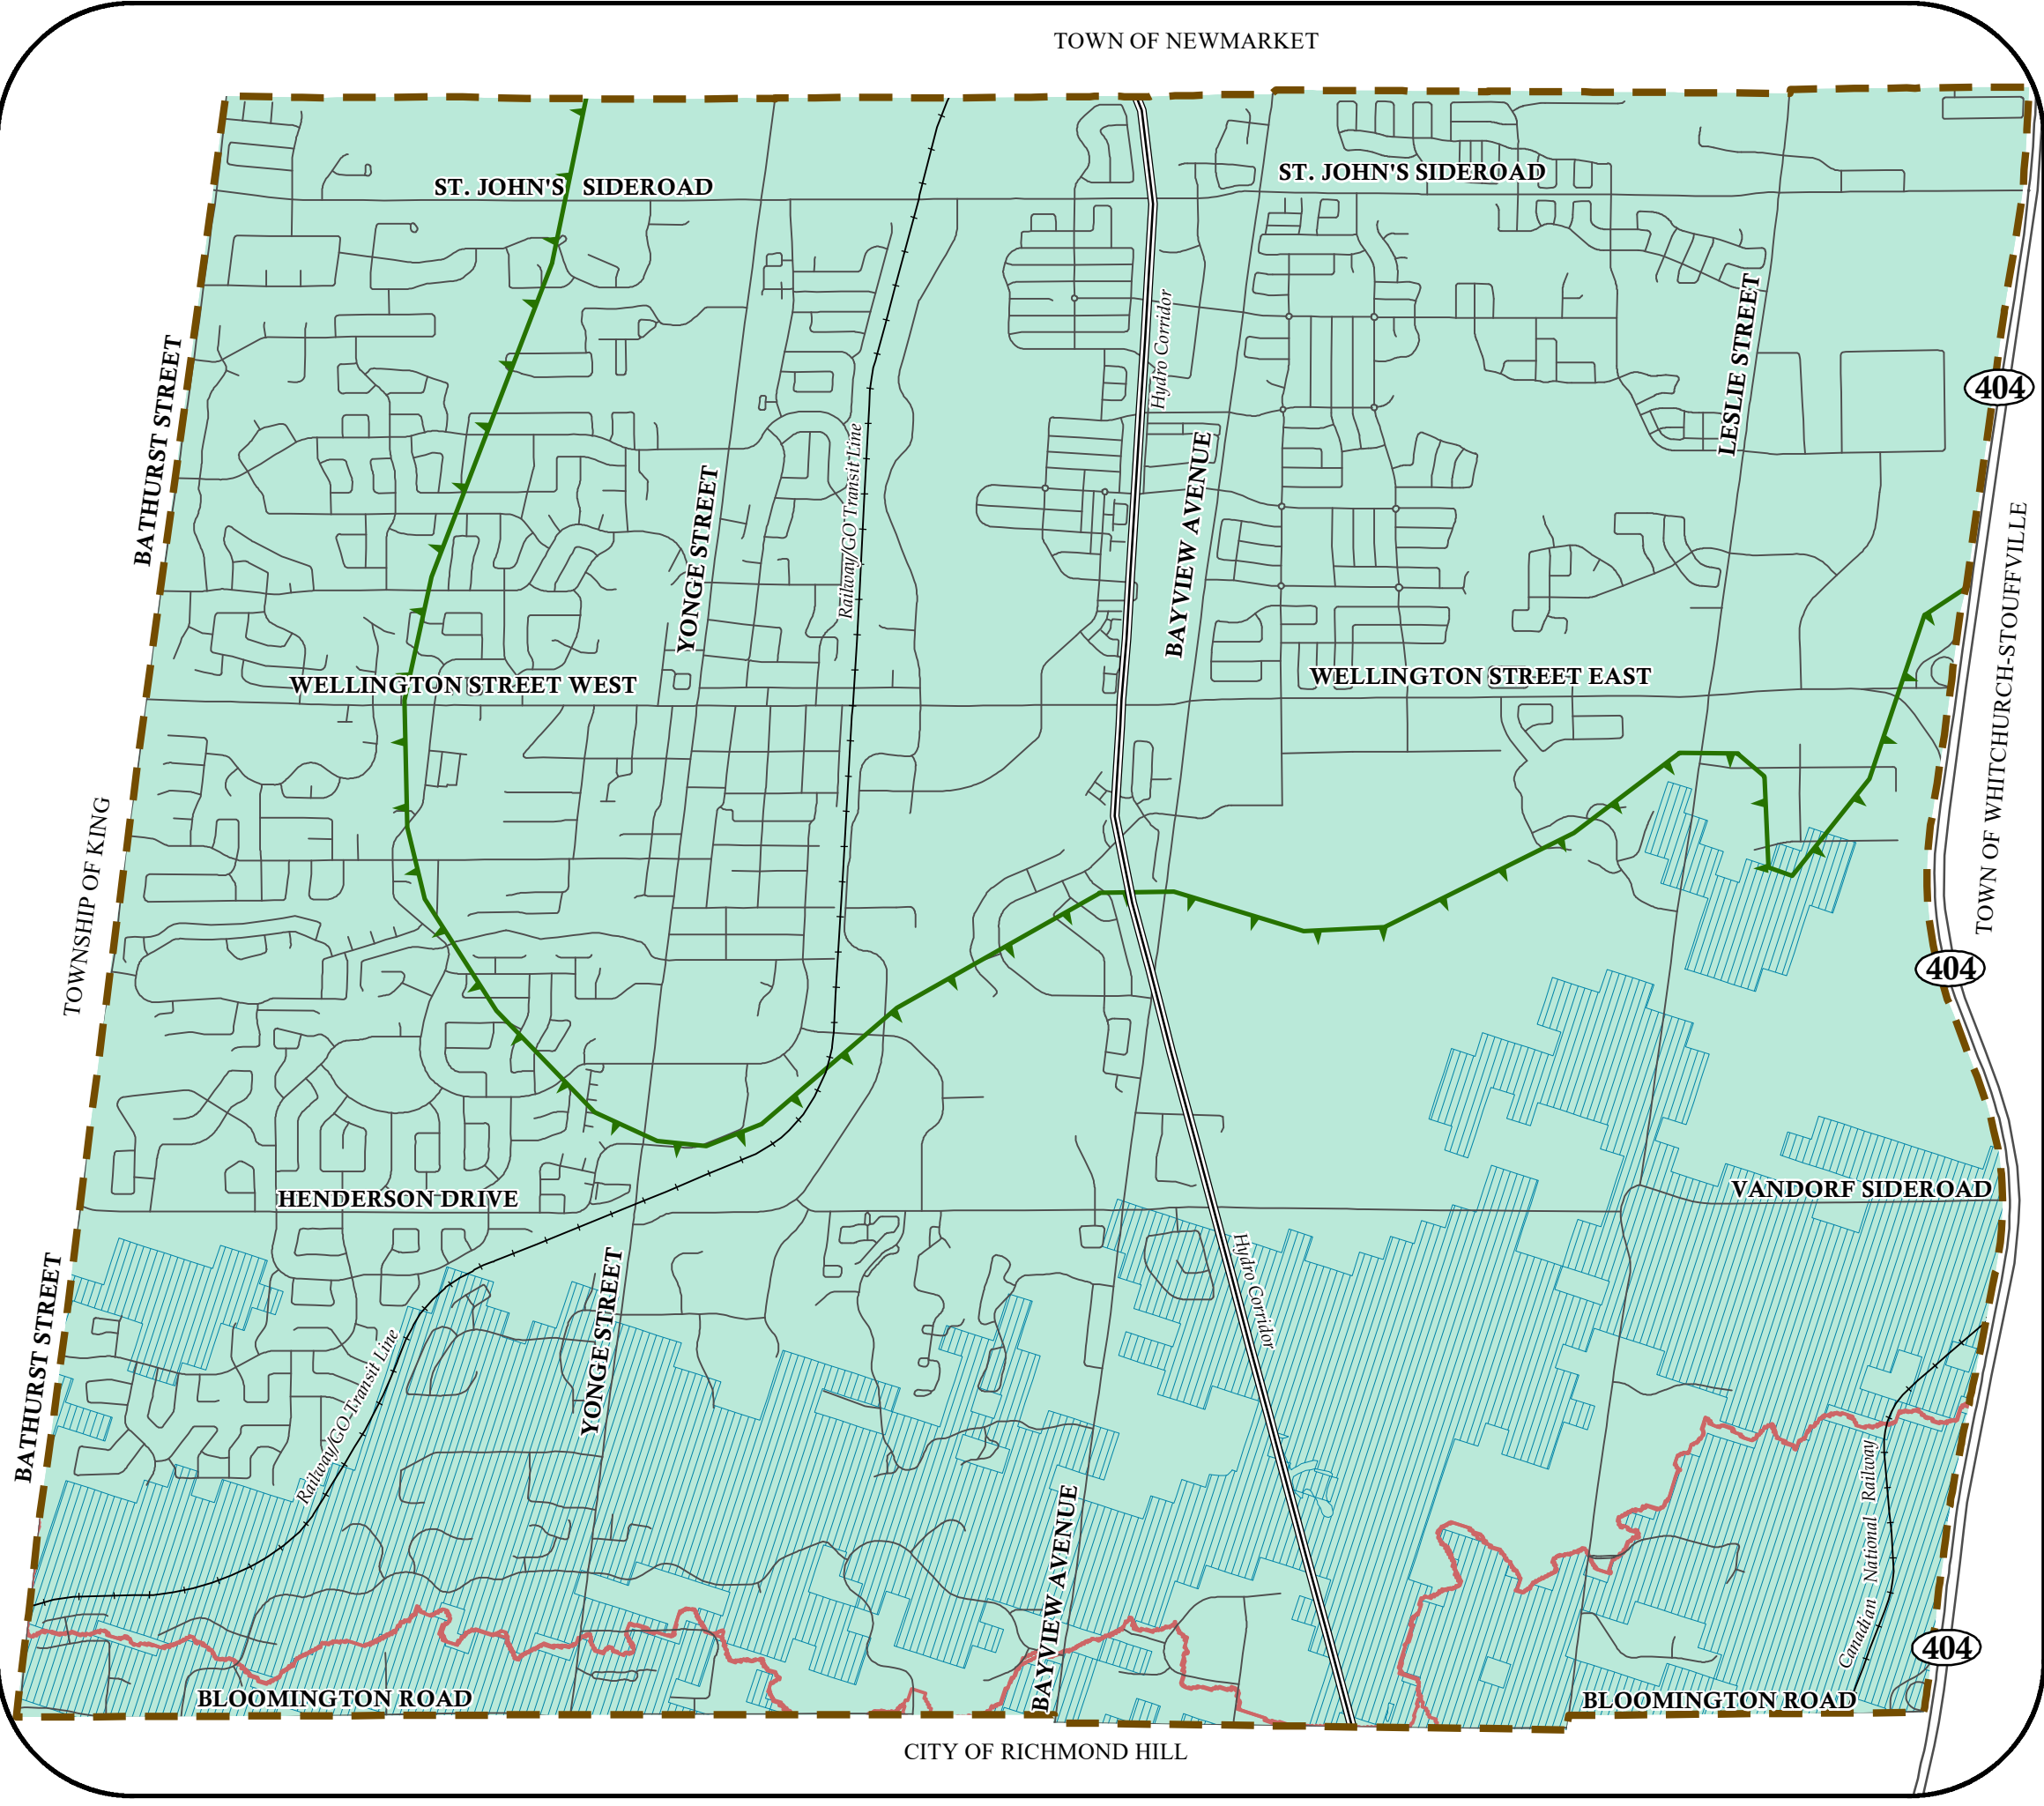 TOWN OF NEWMARKET
ST. JOHN'S SIDEROAD
ST. JOHN'S SIDEROAD
Hydro Corridor
LESLIE STREET
BATHURST STREET
404
YONGE STREET
Railway/GO Transit Line
BAYVIEW AVENUE
TOWN OF WHITCHURCH-STOUFFVILLE
WELLINGTON STREET WEST
WELLINGTON STREET EAST
TOWNSHIP OF KING
404
HENDERSON DRIVE
VANDORF SIDEROAD
BATHURST STREET
Railway/GO-Transit Line
YONGE STREET
Hydro Corridor
BAYVIEW AVENUE
Canadian National Railway
404
BLOOMINGTON ROAD
BLOOMINGTON ROAD
CITY OF RICHMOND HILL